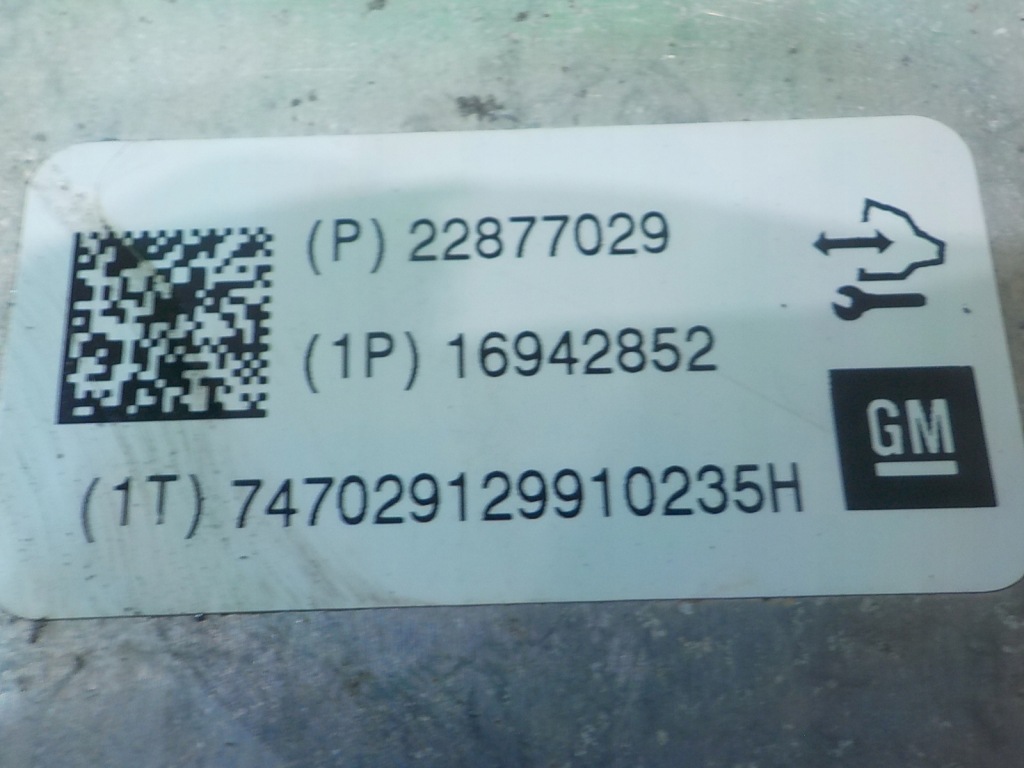 (P) 22877029
(1P) 16942852
(1T) 747029129910235H
GM